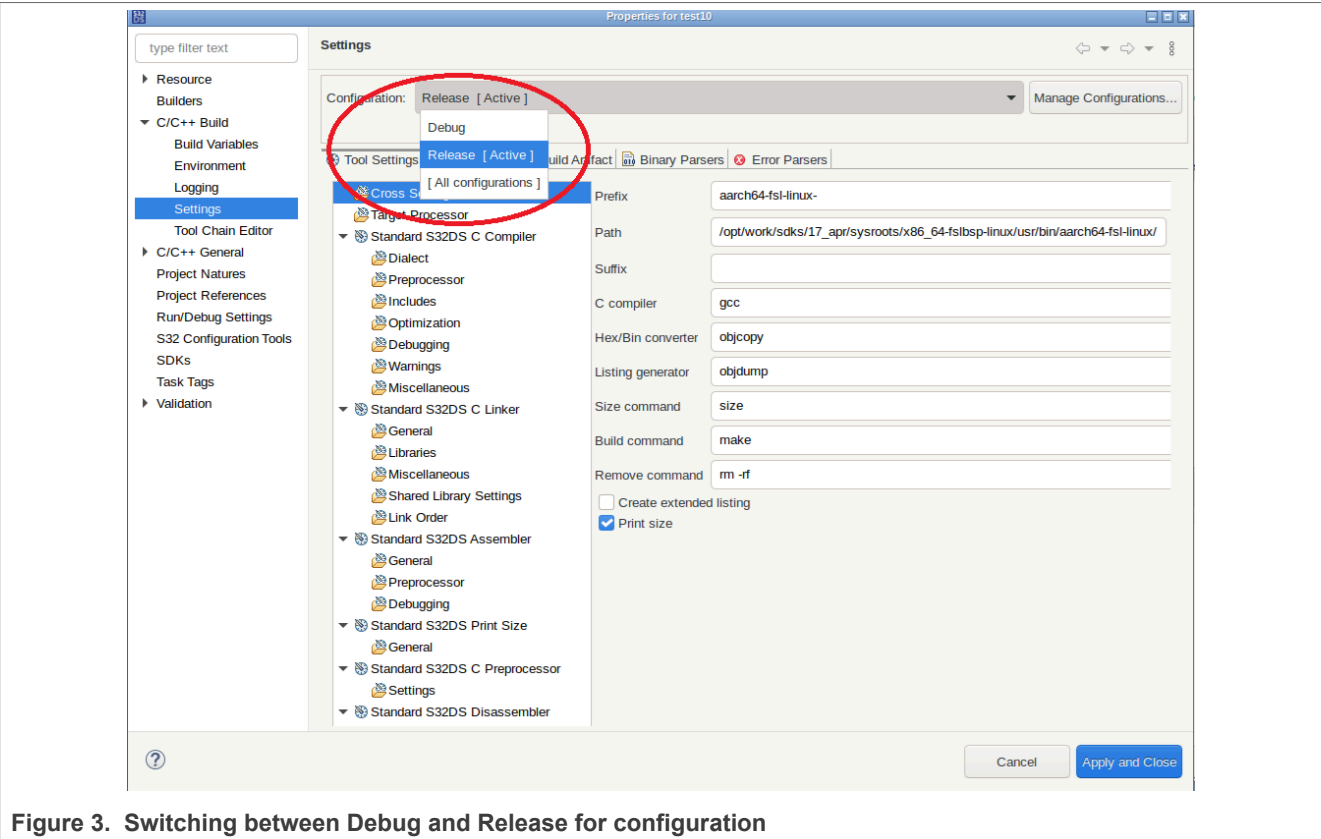 Properties for test10
type filter text
Resource
Builders
C/C++ Build
Build Variables
Environment
Logging
Settings
Tool Chain Editor
C/C++ General
Project Natures
Project References
Run/Debug Settings
S32 Configuration Tools
SDKs
Task Tags
Validation
Settings
Configuration: Release [ Active ]
Manage Configurations...
Debug
Release [ Active ]
[ All configurations ]
Tool Settings
Binary Parsers
Error Parsers
Cross
Target Processor
Standard S32DS C Compiler
Dialect
Preprocessor
Includes
Optimization
Debugging
Warnings
Miscellaneous
Standard S32DS C Linker
General
Libraries
Miscellaneous
Shared Library Settings
Link Order
Standard S32DS Assembler
General
Preprocessor
Debugging
Standard S32DS Print Size
General
Standard S32DS C Preprocessor
Settings
Standard S32DS Disassembler
Prefix aarch64-fsl-linux-
Path /opt/work/sdks/17_apr/sysroots/x86_64-fslbsp-linux/usr/bin/aarch64-fsl-linux/
Suffix
C compiler gcc
Hex/Bin converter objcopy
Listing generator objdump
Size command size
Build command make
Remove command rm -rf
Create extended listing
Print size
Cancel
Apply and Close
Figure 3. Switching between Debug and Release for configuration